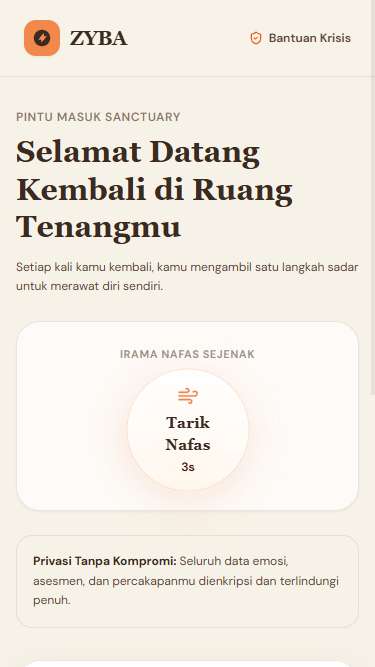 ZYBA
Bantuan Krisis
PINTU MASUK SANCTUARY
Selamat Datang
Kembali di Ruang
Tenangmu
Setiap kali kamu kembali, kamu mengambil satu langkah sadar
untuk merawat diri sendiri.
IRAMA NAFAS SEJENAK
Tarik
Nafas
3s
Privasi Tanpa Kompromi: Seluruh data emosi,
asesmen, dan percakapanmu dienkripsi dan terlindungi
penuh.